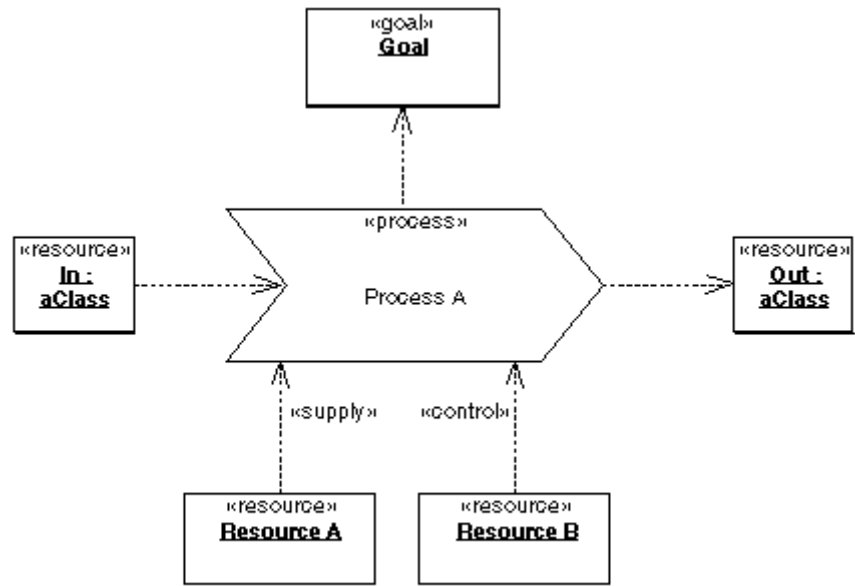 «goal»
Goal
«process»
«resource»
In :
aClass
Process A
«resource»
Out :
aClass
«supply»
«control»
«resource»
Resource A
«resource»
Resource B